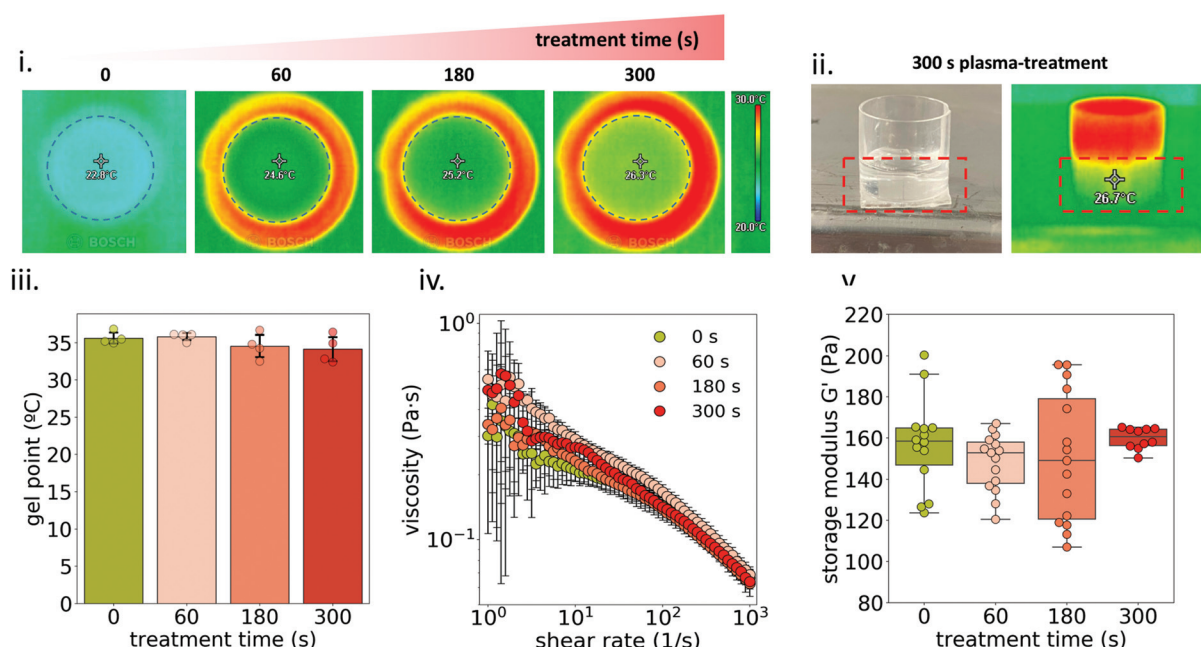 treatment time (s)
i.
0
60
180
300
22.8°C
24.6°C
25.2°C
26.3°C
BOSCH
BOSCH
BOSCH
BOSCH
30.0°C
20.0°C
ii.
300 s plasma-treatment
26.7°C
iii.
gel point (ºC)
35
30
25
20
15
10
5
0
0 60 180 300
treatment time (s)
iv.
viscosity (Pa·s)
10⁰
10⁻¹
0 s
60 s
180 s
300 s
10⁰ 10¹ 10² 10³
shear rate (1/s)
v.
storage modulus G' (Pa)
220
200
180
160
140
120
100
80
0 60 180 300
treatment time (s)